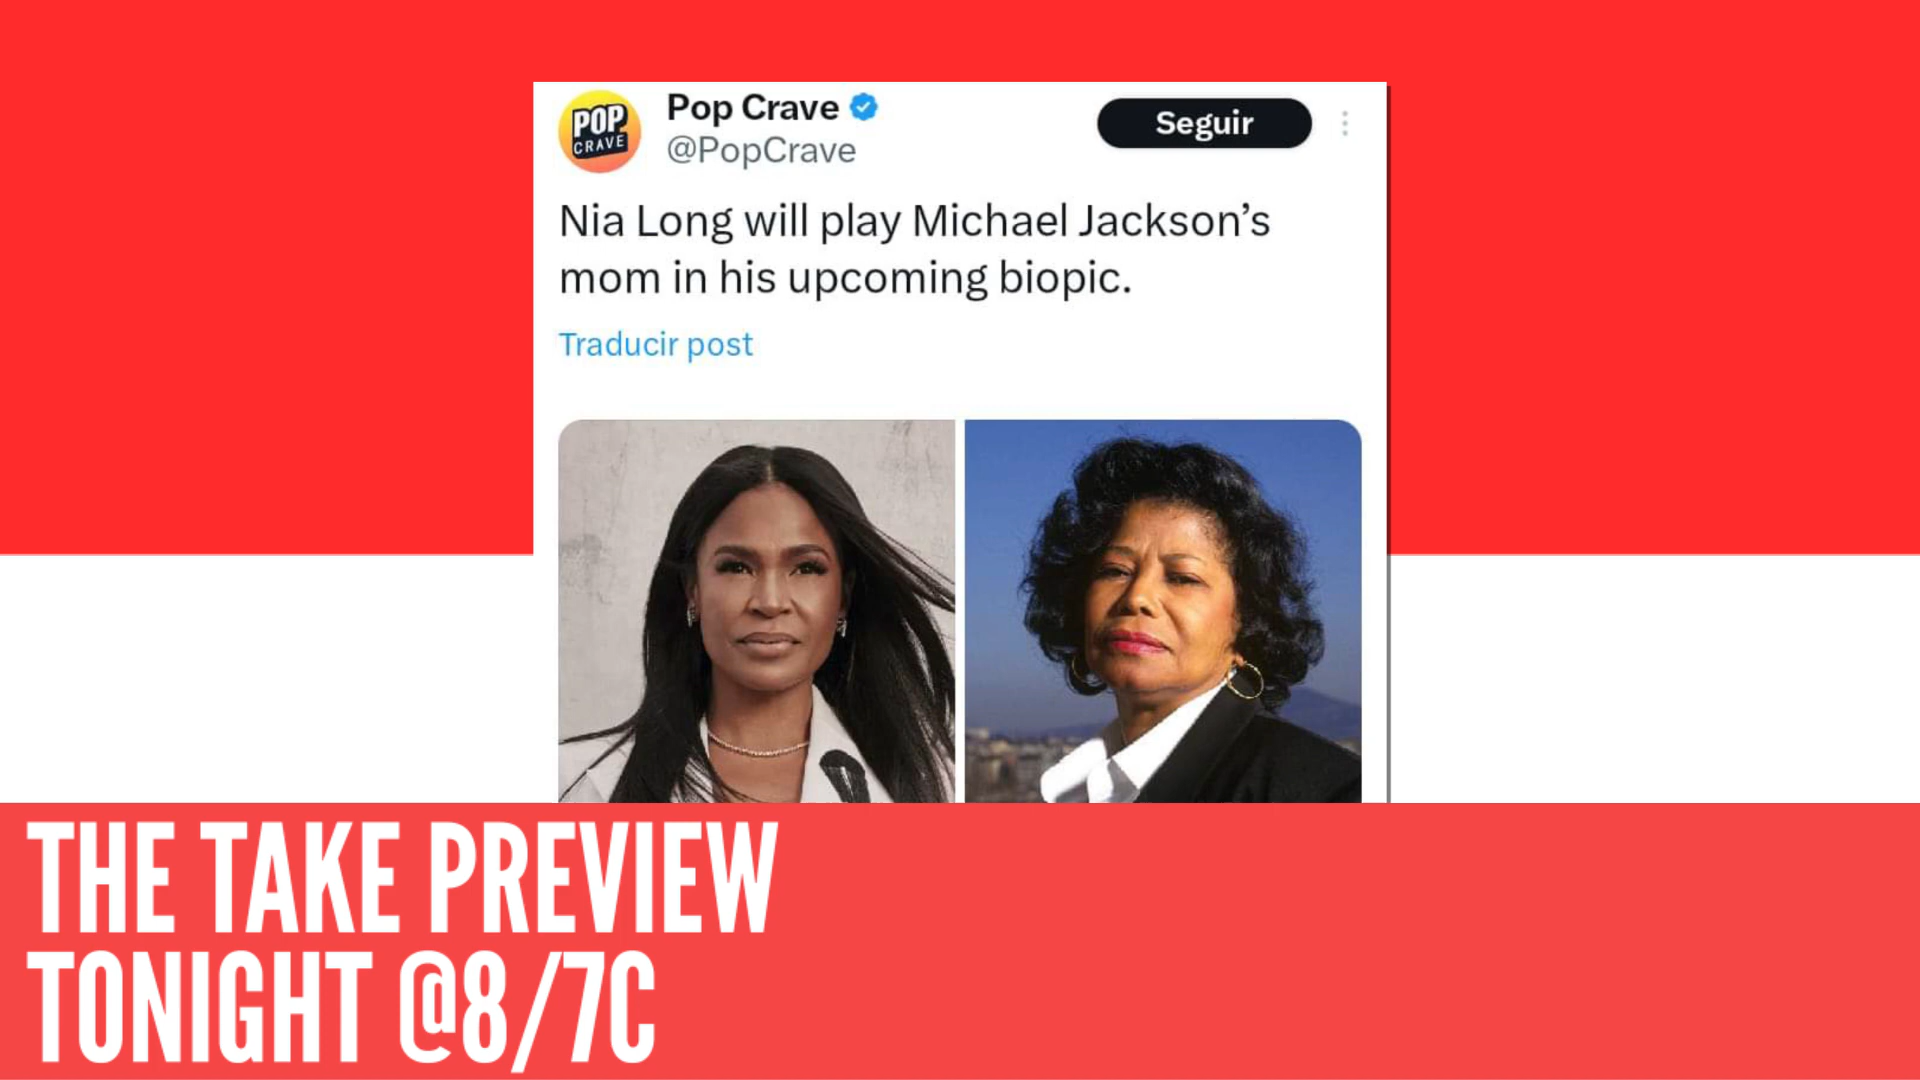 POP
CRAVE
Pop Crave
@PopCrave
Seguir
Nia Long will play Michael Jackson’s
mom in his upcoming biopic.
Traducir post
THE TAKE PREVIEW
TONIGHT @8/7C